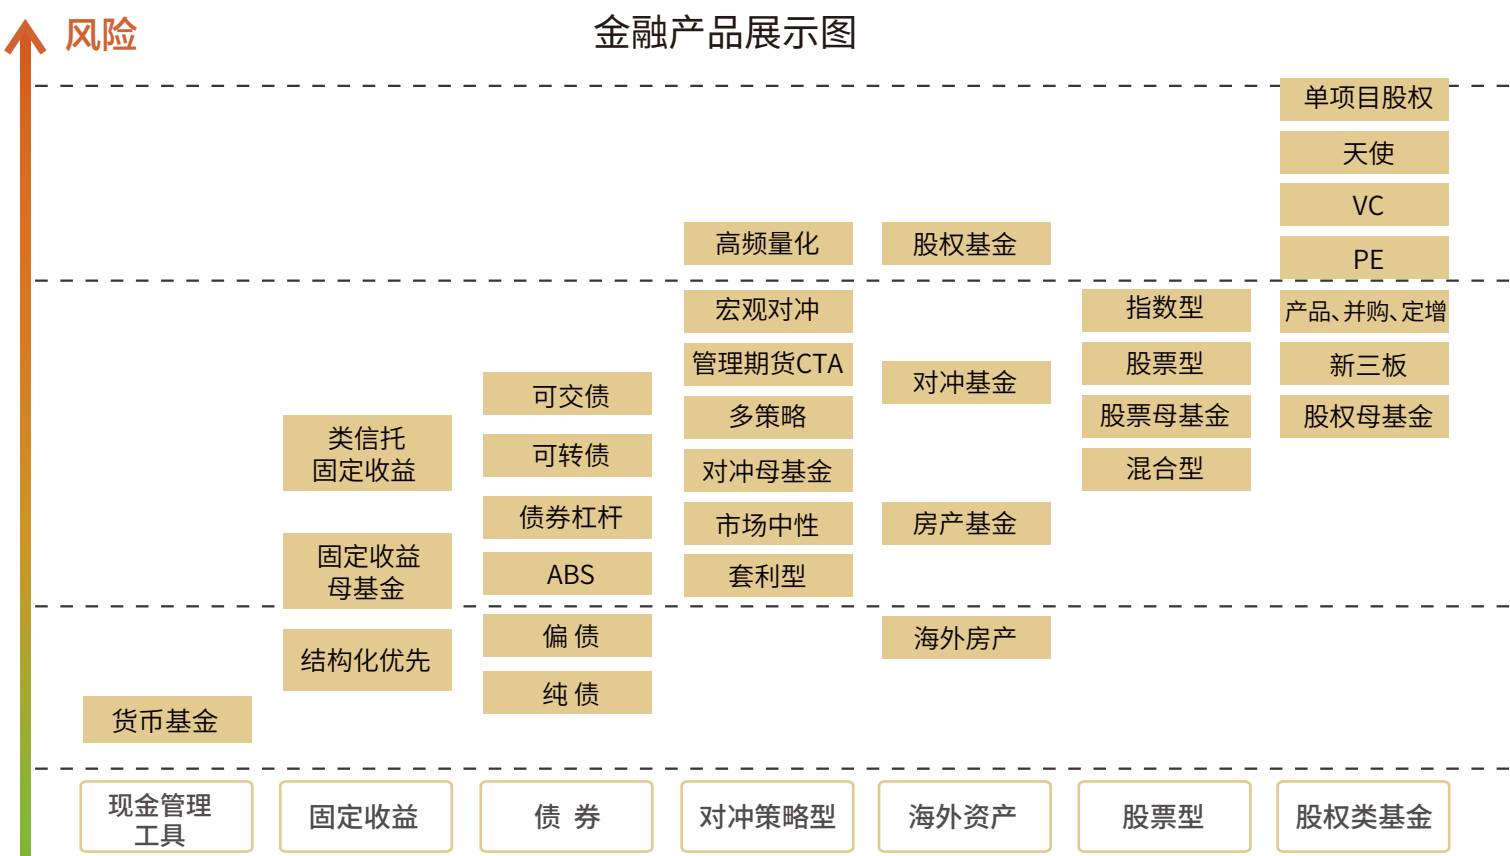 风险
金融产品展示图
单项目股权
天使
VC
PE
高频量化
股权基金
宏观对冲
管理期货CTA
多策略
对冲母基金
市场中性
套利型
对冲基金
房产基金
海外房产
指数型
股票型
股票母基金
混合型
产品、并购、定增
新三板
股权母基金
可交债
可转债
债券杠杆
ABS
偏 债
纯 债
类信托
固定收益
固定收益
母基金
结构化优先
货币基金
现金管理
工具
固定收益
债 券
对冲策略型
海外资产
股票型
股权类基金